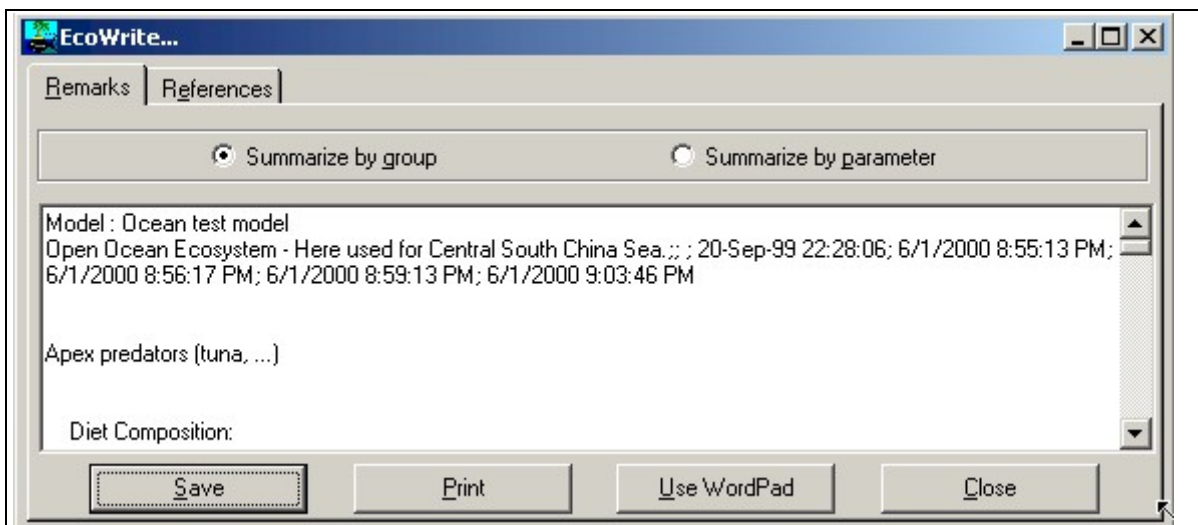 EcoWrite...
Remarks References
Summarize by group Summarize by parameter
Model : Ocean test model
Open Ocean Ecosystem - Here used for Central South China Sea.;; ; 20-Sep-99 22:28:06; 6/1/2000 8:55:13 PM;
6/1/2000 8:56:17 PM; 6/1/2000 8:59:13 PM; 6/1/2000 9:03:46 PM
Apex predators (tuna, ...)
Diet Composition:
Save Print Use WordPad Close